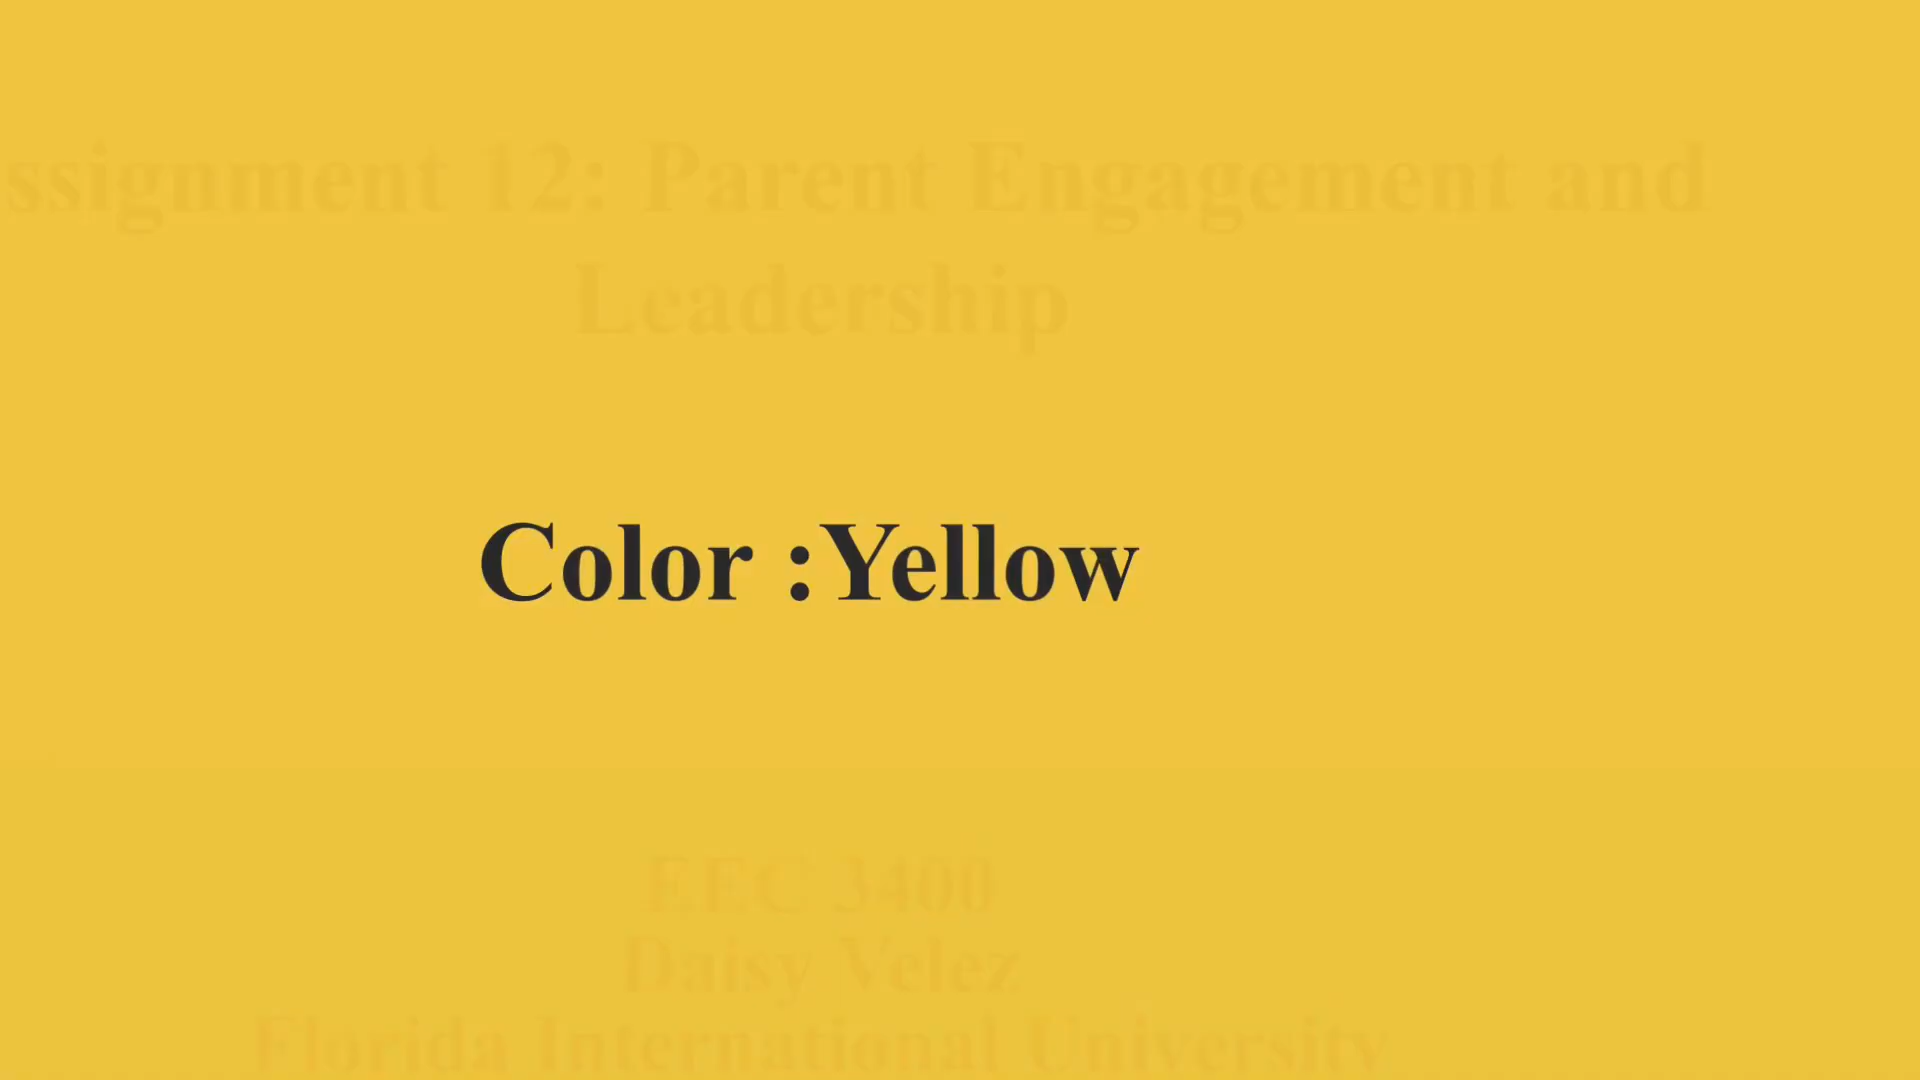 ssignment 12: Parent Engagement and
Leadership
Color :Yellow
EEC 3400
Daisy Velez
Florida International University